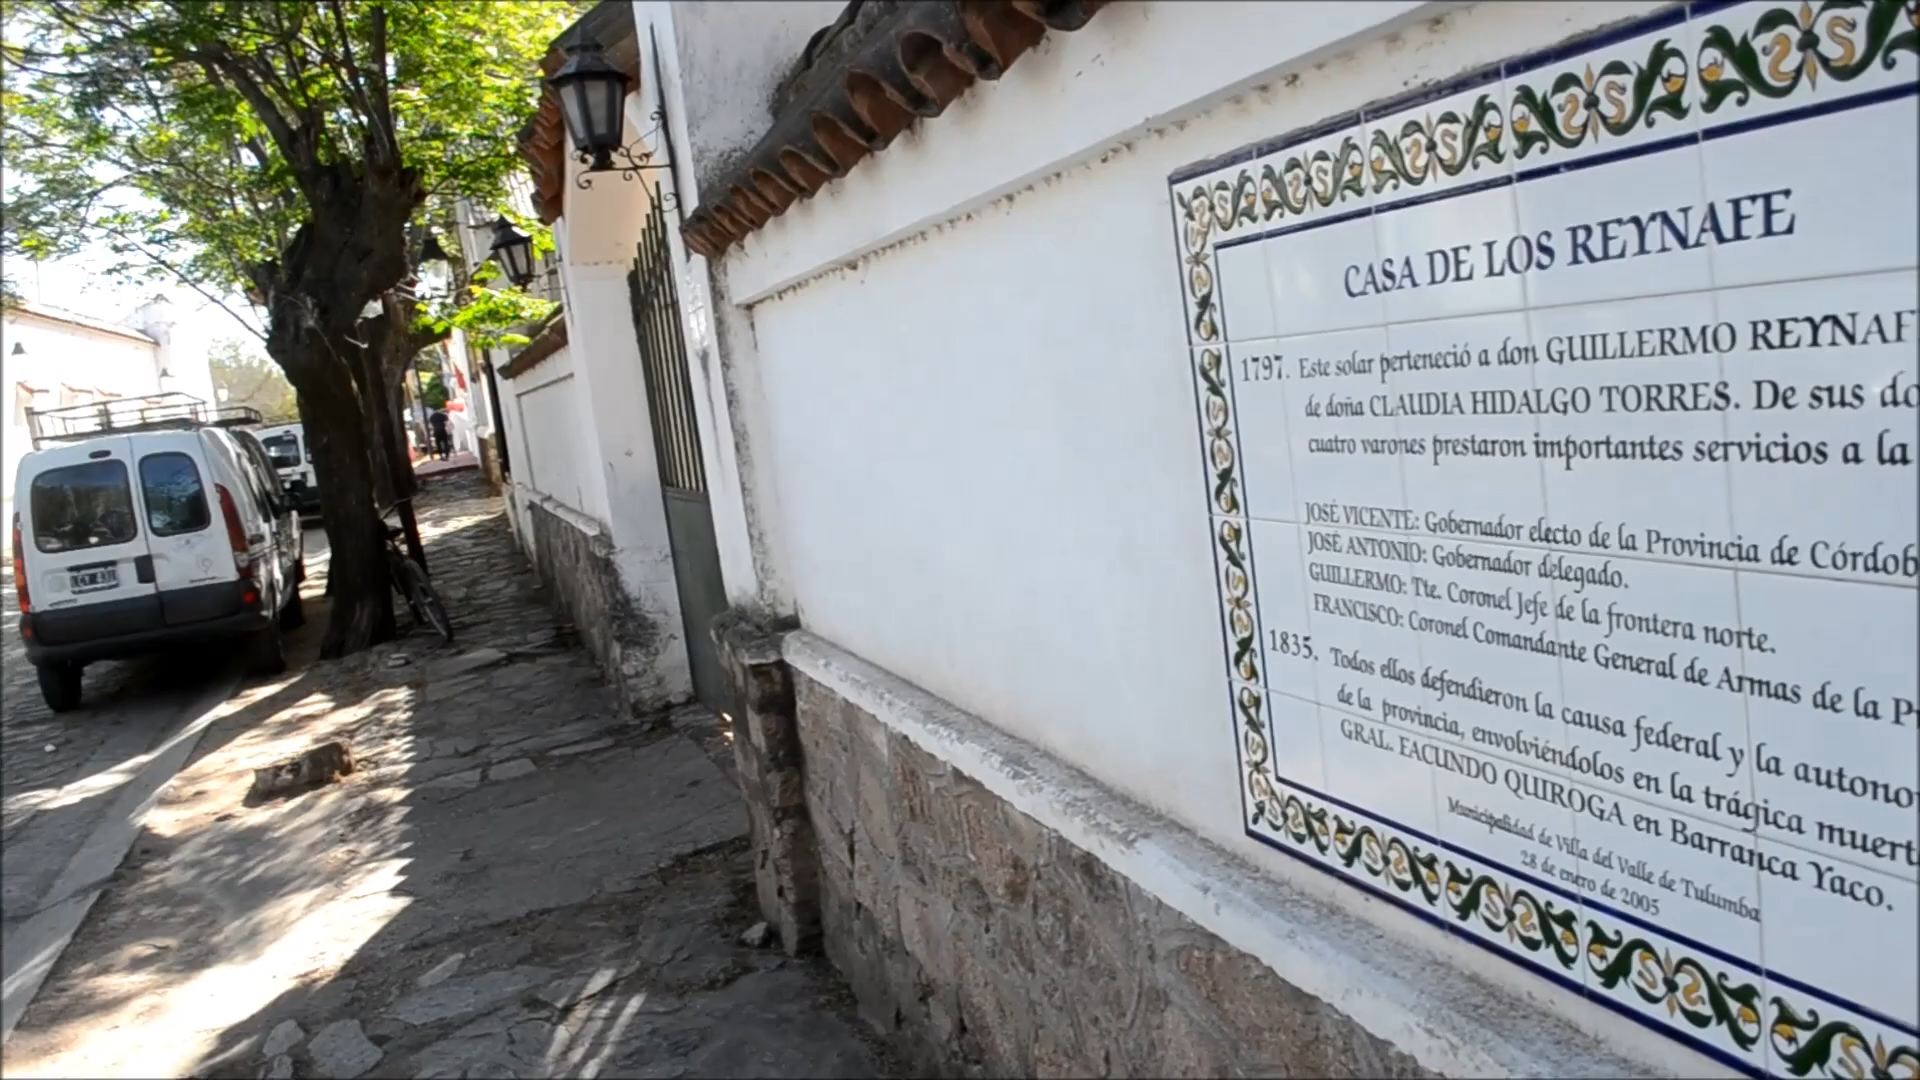 CASA DE LOS REYNAFE
1797. Este solar perteneció a don GUILLERMO REYNAF
de doña CLAUDIA HIDALGO TORRES. De sus do
cuatro varones prestaron importantes servicios a la
JOSÉ VICENTE: Gobernador electo de la Provincia de Córdob
JOSÉ ANTONIO: Gobernador delegado.
GUILLERMO: Tte. Coronel Jefe de la frontera norte.
FRANCISCO: Coronel Comandante General de Armas de la P
1835. Todos ellos defendieron la causa federal y la autono
de la provincia, envolviéndolos en la trágica muert
GRAL. FACUNDO QUIROGA en Barranca Yaco.
Municipalidad de Villa del Valle de Tulumba
28 de enero de 2005